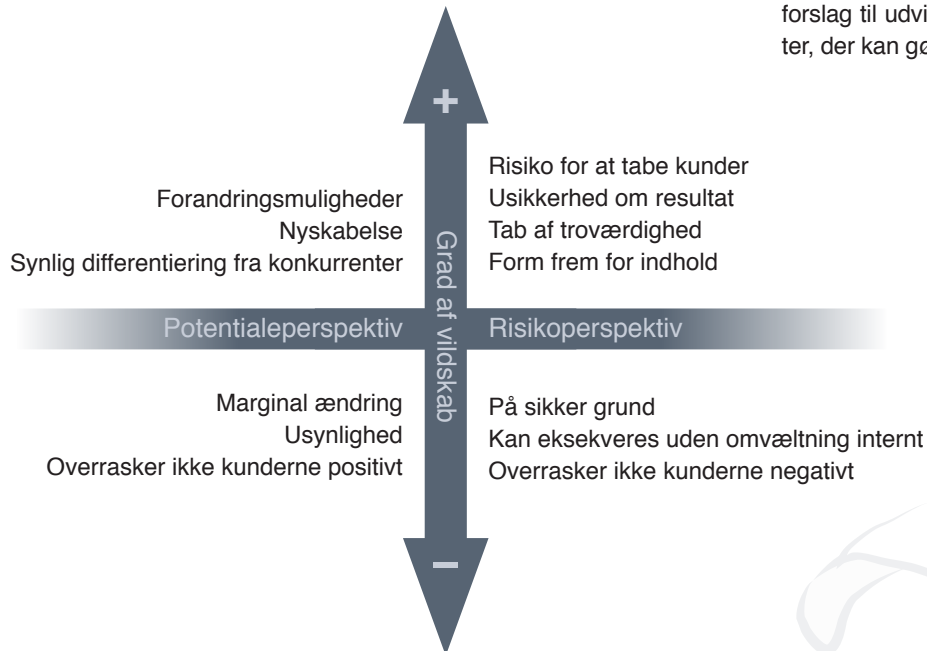 forslag til udvi
ter, der kan gø
+
Forandringsmuligheder
Nyskabelse
Synlig differentiering fra konkurrenter
Risiko for at tabe kunder
Usikkerhed om resultat
Tab af troværdighed
Form frem for indhold
Grad af vildskab
Potentialeperspektiv
Risikoperspektiv
Marginal ændring
Usynlighed
Overrasker ikke kunderne positivt
På sikker grund
Kan eksekveres uden omvæltning internt
Overrasker ikke kunderne negativt
–